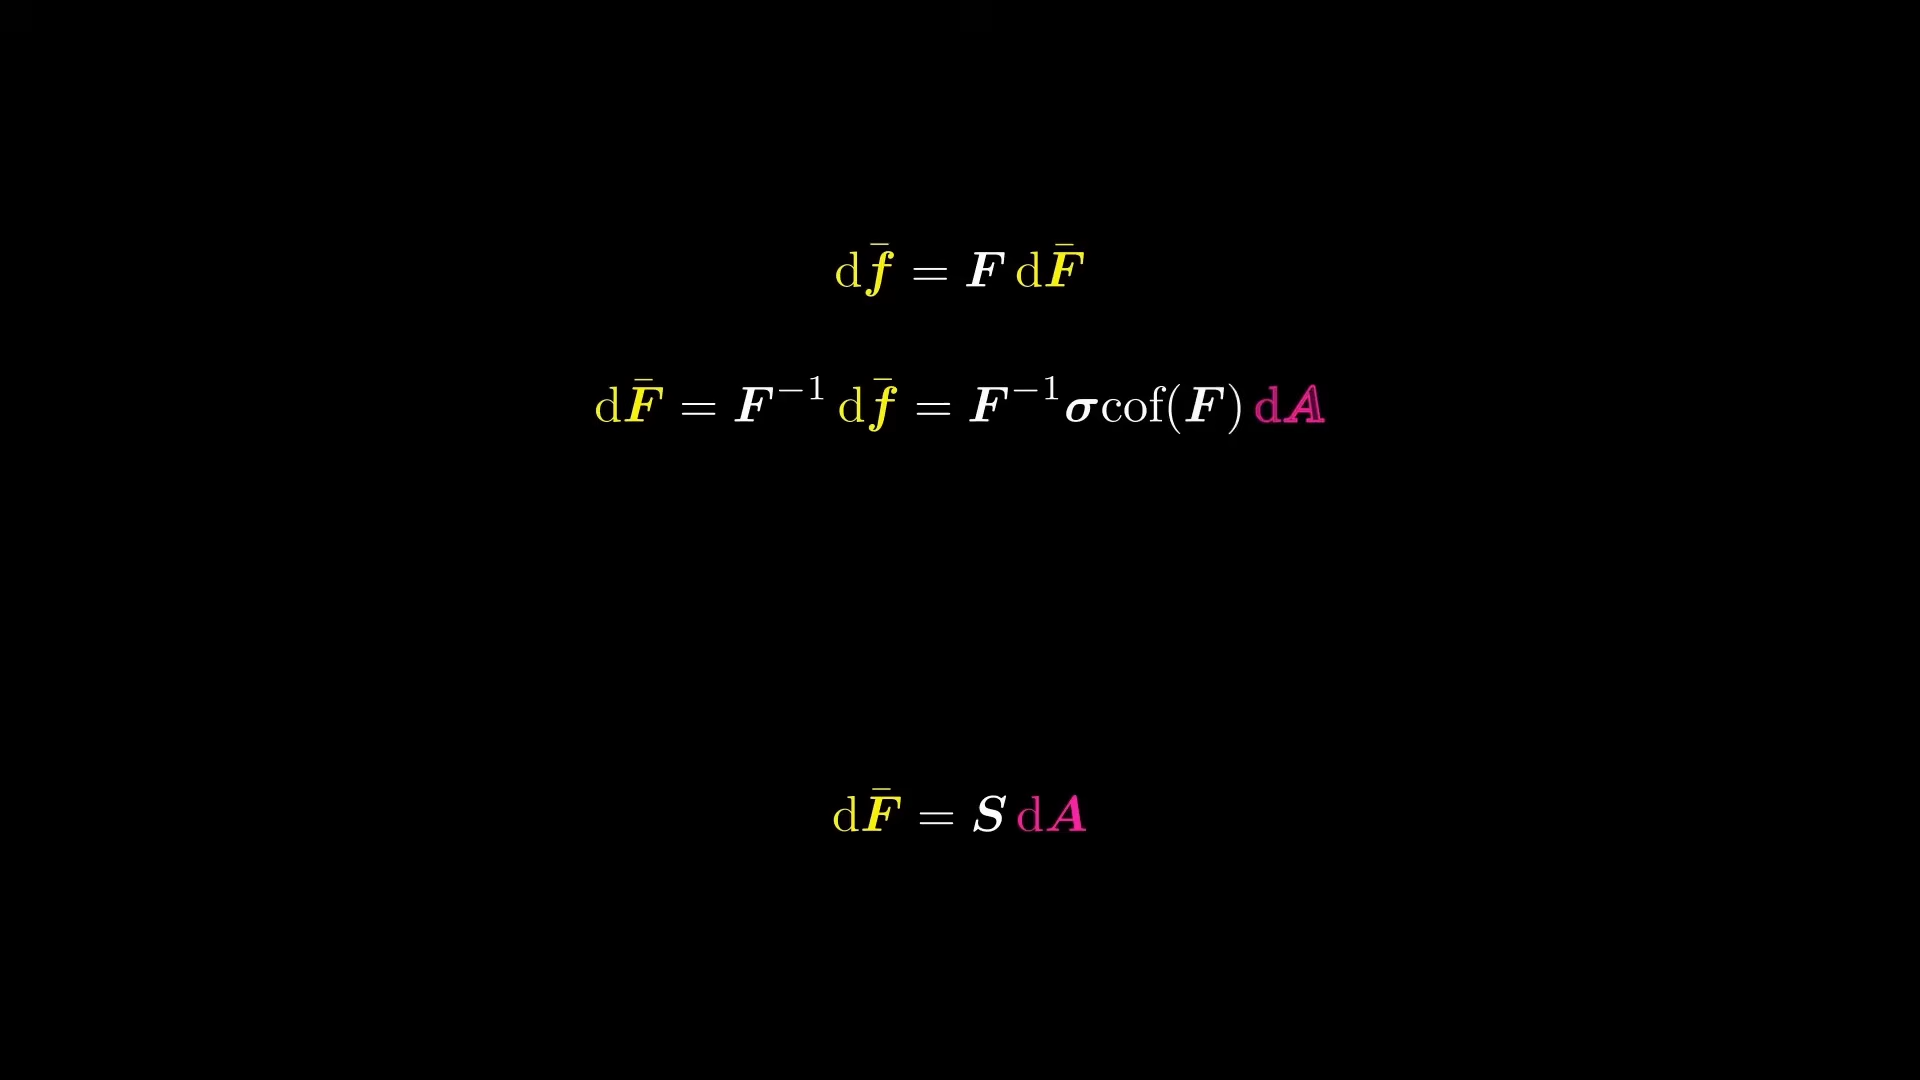 d𝒇̄ = 𝑭 d𝑭̄
d𝑭̄ = 𝑭⁻¹ d𝒇̄ = 𝑭⁻¹𝝈cof(𝑭) d𝑨
d𝑭̄ = 𝑺 d𝑨